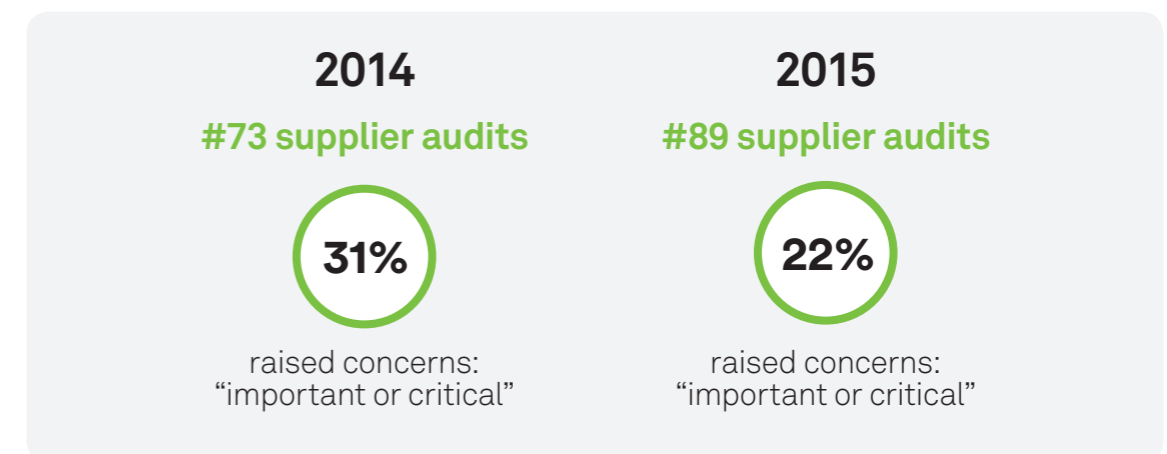 2014
#73 supplier audits
31%
raised concerns:
“important or critical”
2015
#89 supplier audits
22%
raised concerns:
“important or critical”